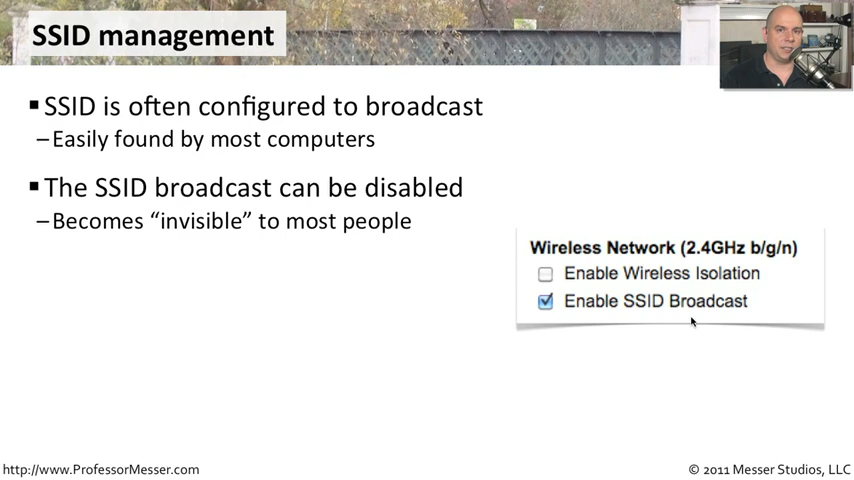 SSID management
▪ SSID is often configured to broadcast
– Easily found by most computers
▪ The SSID broadcast can be disabled
– Becomes “invisible” to most people
Wireless Network (2.4GHz b/g/n)
Enable Wireless Isolation
Enable SSID Broadcast
http://www.ProfessorMesser.com
© 2011 Messer Studios, LLC